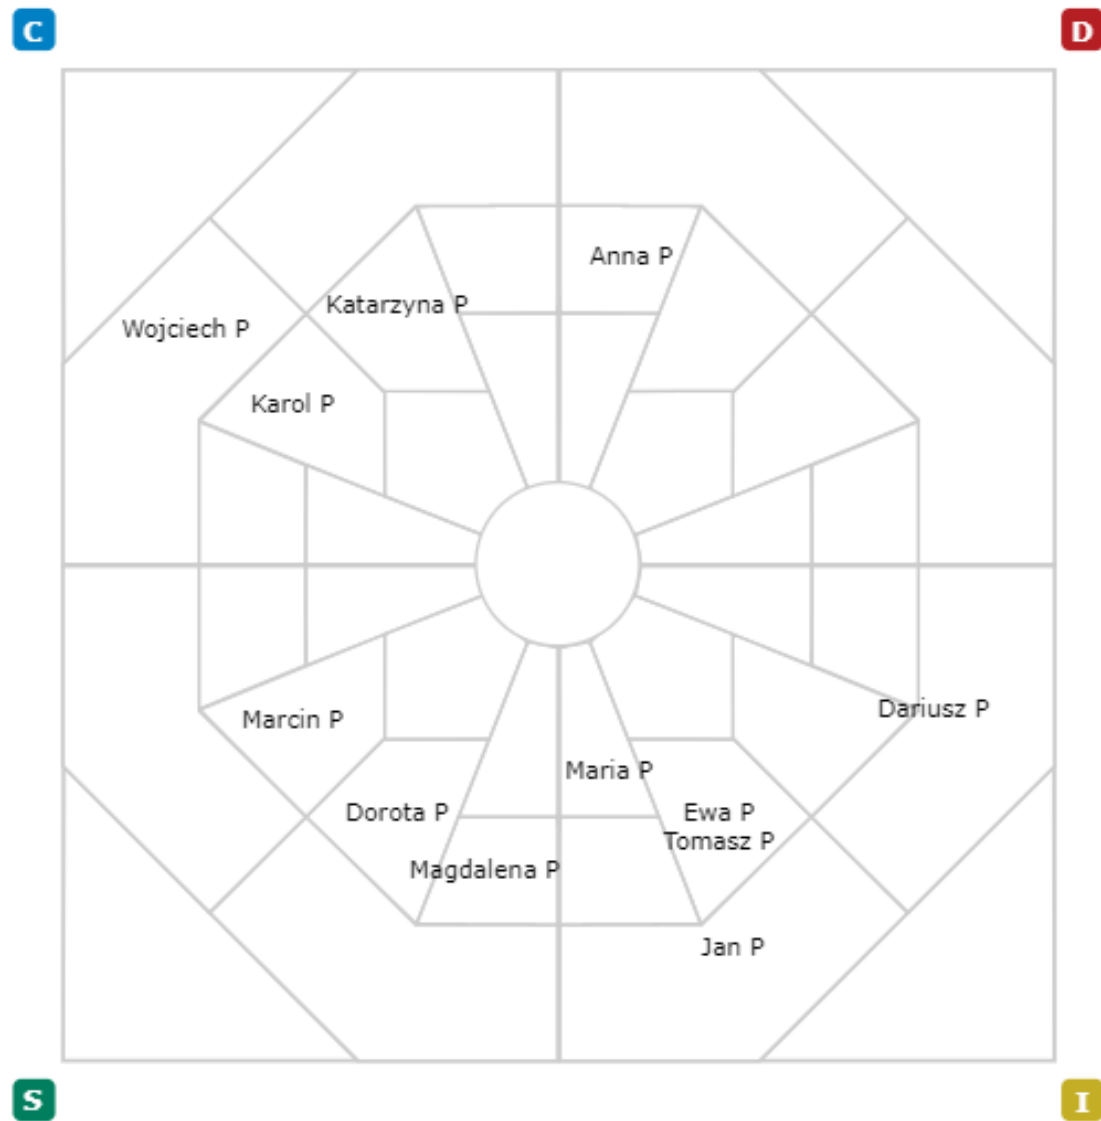 C
D
Anna P
Katarzyna P
Wojciech P
Karol P
Dariusz P
Marcin P
Maria P
Dorota P
Ewa P
Tomasz P
Magdalena P
Jan P
S
I